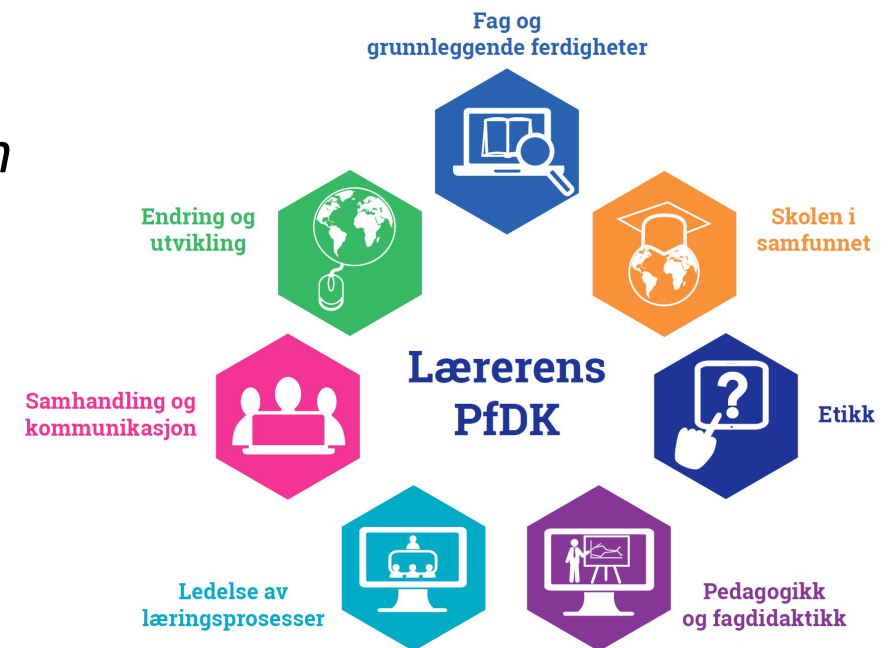 Fag og
grunnleggende ferdigheter
n
Endring og
utvikling
Skolen i
samfunnet
Lærerens
PfDK
?
Samhandling og
kommunikasjon
Etikk
Ledelse av
læringsprosesser
Pedagogikk
og fagdidaktikk